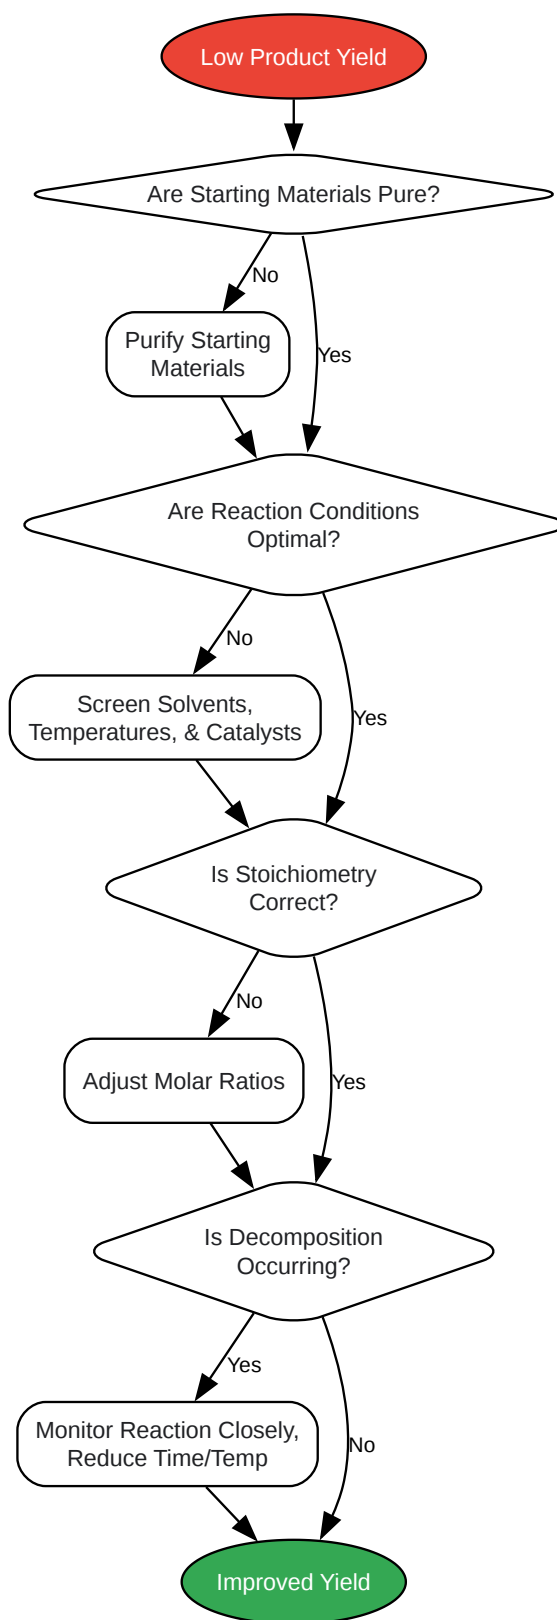 Low Product Yield
Are Starting Materials Pure?
No
Purify Starting
Materials
Yes
Are Reaction Conditions
Optimal?
No
Screen Solvents,
Temperatures, & Catalysts
Yes
Is Stoichiometry
Correct?
No
Adjust Molar Ratios
Yes
Is Decomposition
Occurring?
Yes
Monitor Reaction Closely,
Reduce Time/Temp
No
Improved Yield